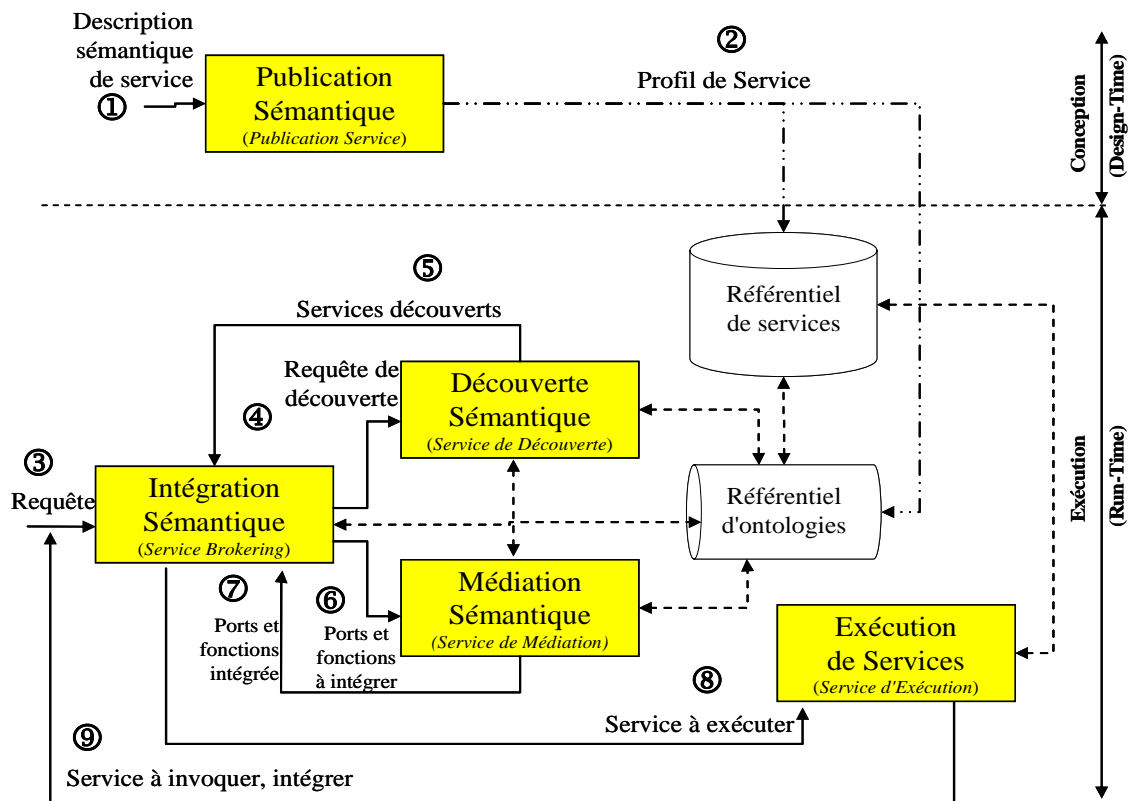 Description
sémantique
de service
①
Publication
Sémantique
(Publication Service)
②
Profil de Service
Conception
(Design-Time)
⑤
Services découverts
Référentiel
de services
Requête de
découverte
④
Découverte
Sémantique
(Service de Découverte)
③
Requête
Intégration
Sémantique
(Service Brokering)
Référentiel
d'ontologies
Exécution
(Run-Time)
⑦
Ports et
fonctions
intégrée
⑥
Ports et
fonctions
à intégrer
Médiation
Sémantique
(Service de Médiation)
Exécution
de Services
(Service d'Exécution)
⑧
Service à exécuter
⑨
Service à invoquer, intégrer